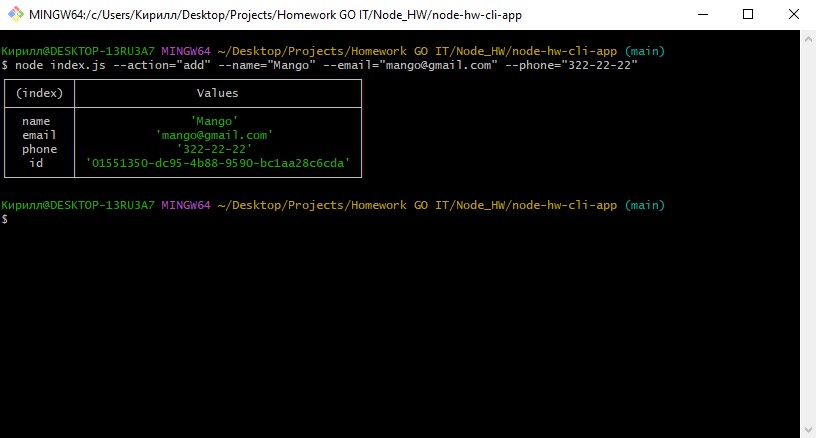 MINGW64:/c/Users/Кирилл/Desktop/Projects/Homework GO IT/Node_HW/node-hw-cli-app
Кирилл@DESKTOP-13RU3A7 MINGW64 ~/Desktop/Projects/Homework GO IT/Node_HW/node-hw-cli-app (main)
$ node index.js --action="add" --name="Mango" --email="mango@gmail.com" --phone="322-22-22"
(index) Values
name 'Mango'
email 'mango@gmail.com'
phone '322-22-22'
id '01551350-dc95-4b88-9590-bc1aa28c6cda'
Кирилл@DESKTOP-13RU3A7 MINGW64 ~/Desktop/Projects/Homework GO IT/Node_HW/node-hw-cli-app (main)
$